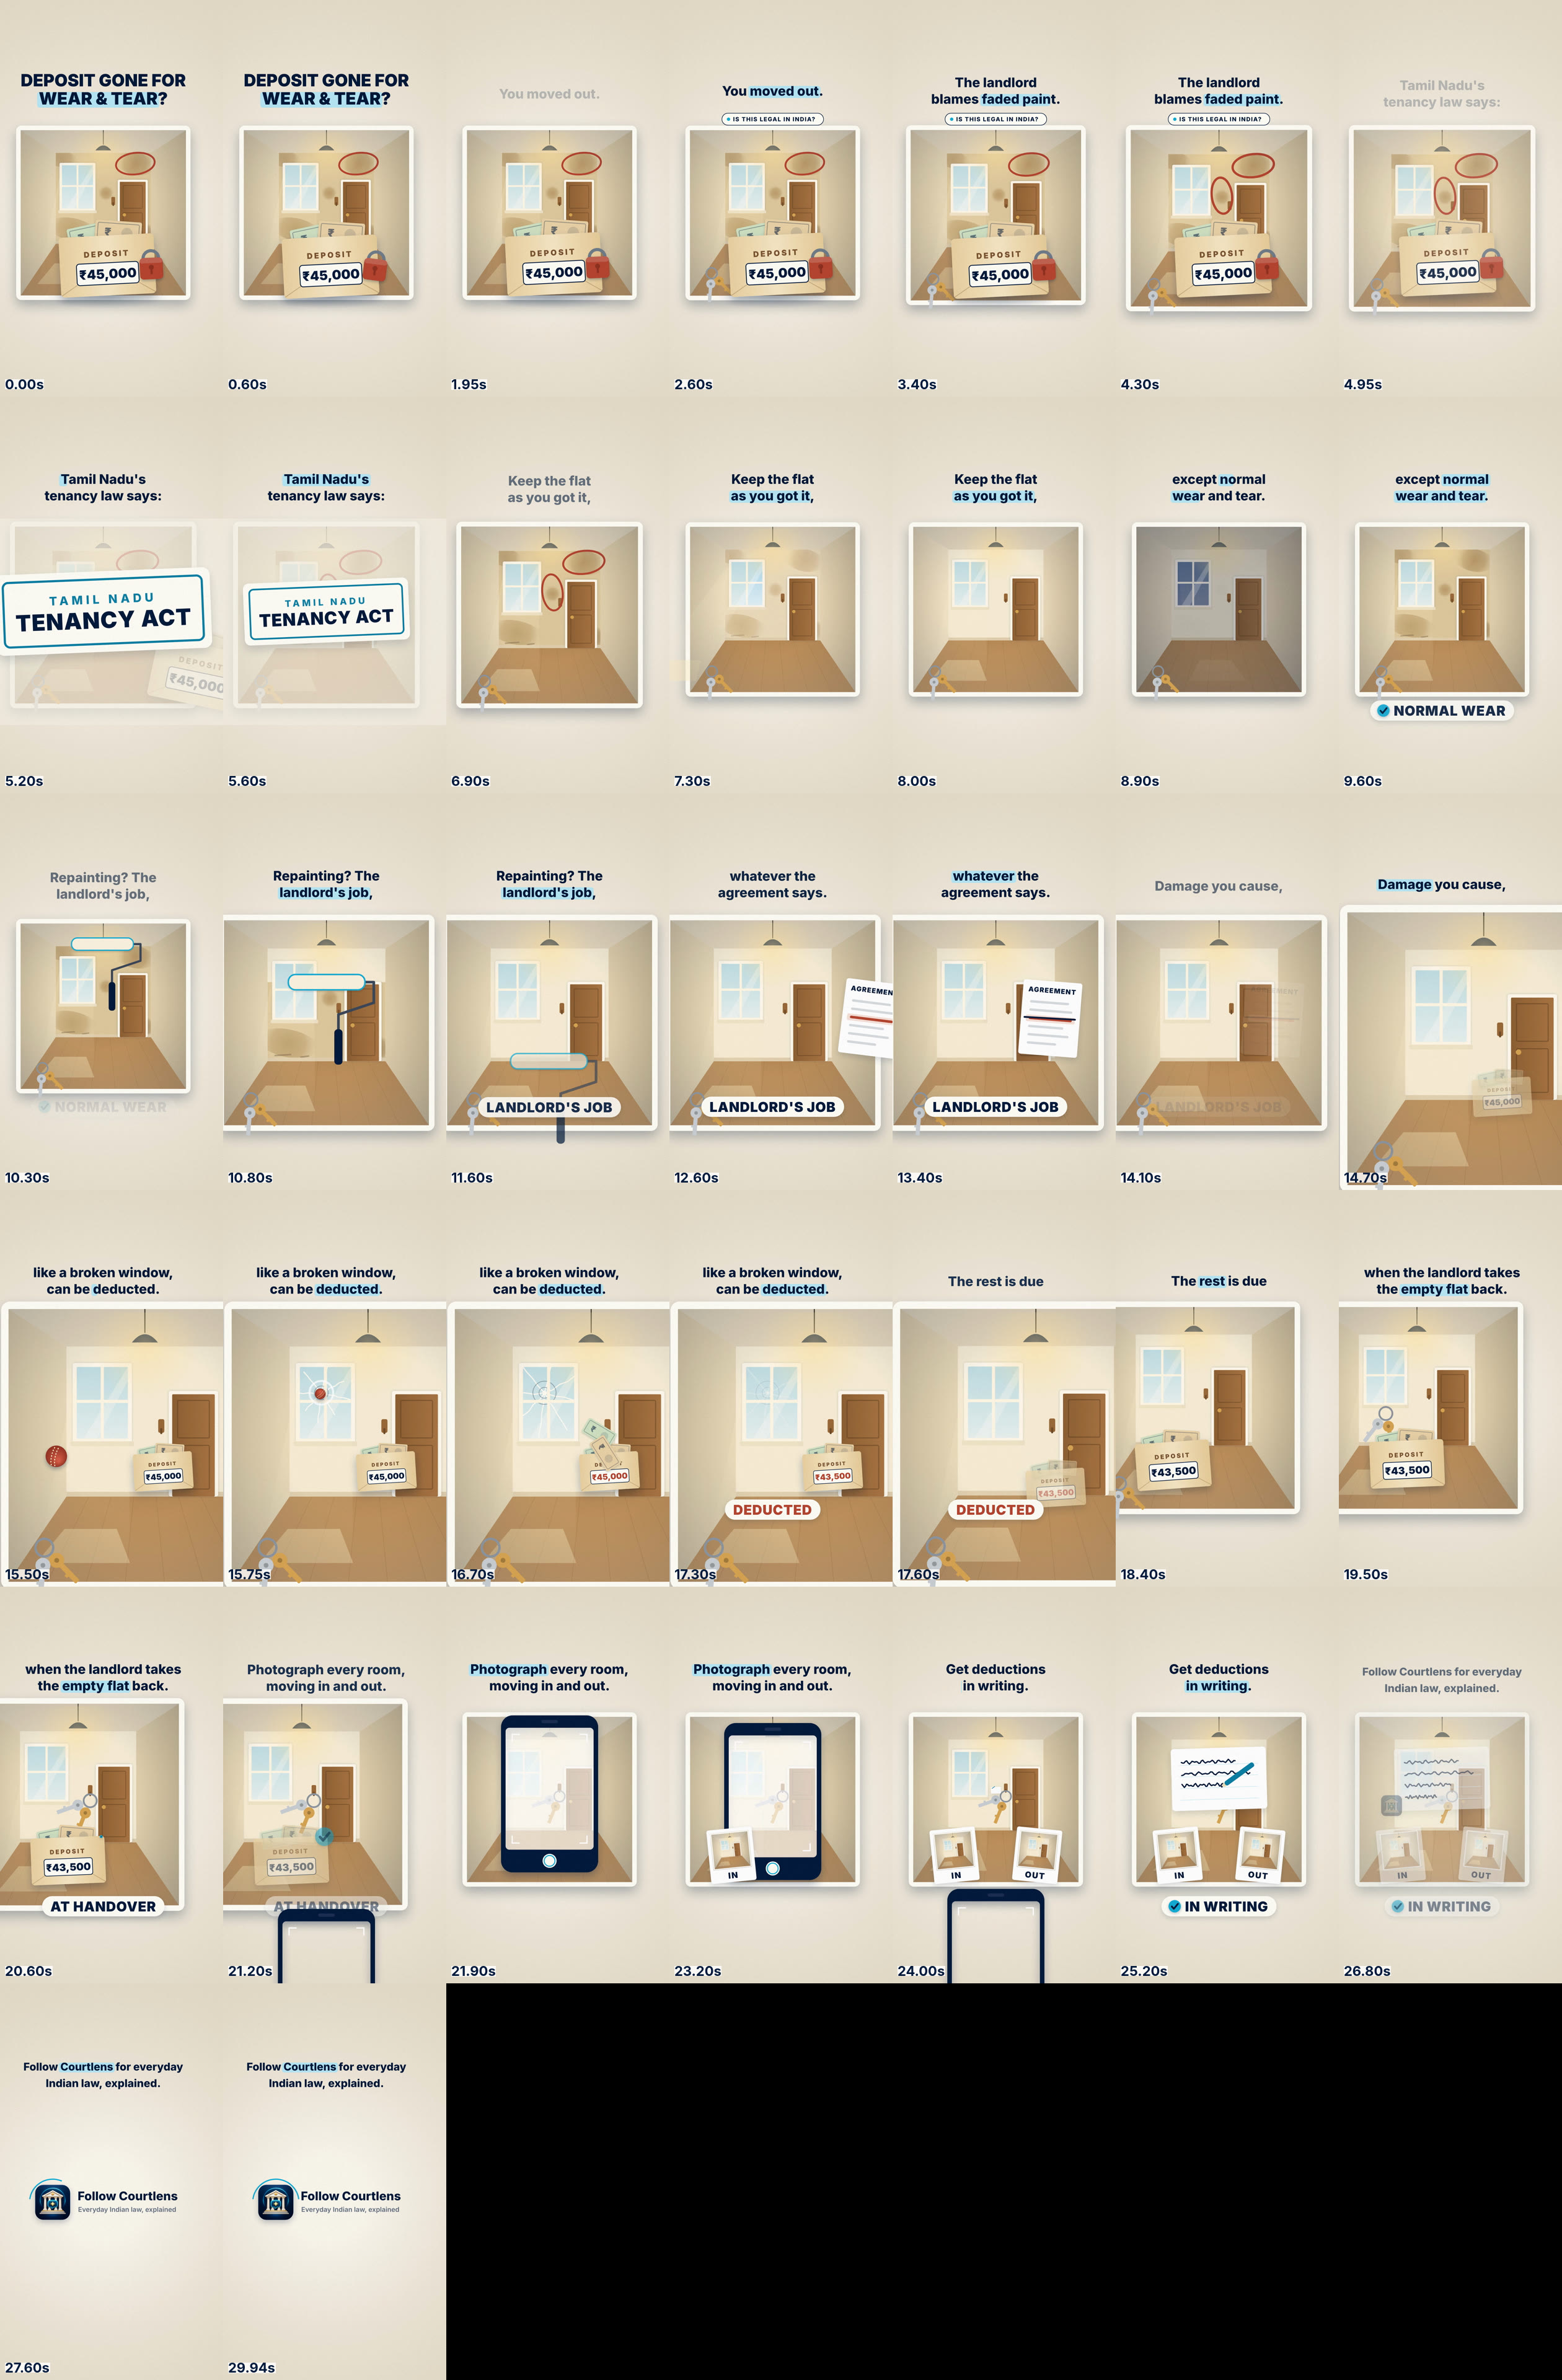 DEPOSIT GONE FOR
WEAR & TEAR?
DEPOSIT
₹45,000
0.00s
DEPOSIT GONE FOR
WEAR & TEAR?
DEPOSIT
₹45,000
0.60s
You moved out.
DEPOSIT
₹45,000
1.95s
You moved out.
IS THIS LEGAL IN INDIA?
DEPOSIT
₹45,000
2.60s
The landlord
blames faded paint.
IS THIS LEGAL IN INDIA?
DEPOSIT
₹45,000
3.40s
The landlord
blames faded paint.
IS THIS LEGAL IN INDIA?
DEPOSIT
₹45,000
4.30s
Tamil Nadu's
tenancy law says:
DEPOSIT
₹45,000
4.95s
Tamil Nadu's
tenancy law says:
TAMIL NADU
TENANCY ACT
DEPOSIT
₹45,000
5.20s
Tamil Nadu's
tenancy law says:
TAMIL NADU
TENANCY ACT
5.60s
Keep the flat
as you got it,
6.90s
Keep the flat
as you got it,
7.30s
Keep the flat
as you got it,
8.00s
except normal
wear and tear.
8.90s
except normal
wear and tear.
NORMAL WEAR
9.60s
Repainting? The
landlord's job,
NORMAL WEAR
10.30s
Repainting? The
landlord's job,
10.80s
Repainting? The
landlord's job,
LANDLORD'S JOB
11.60s
whatever the
agreement says.
AGREEMEN
LANDLORD'S JOB
12.60s
whatever the
agreement says.
AGREEMENT
LANDLORD'S JOB
13.40s
Damage you cause,
LANDLORD'S JOB
14.10s
Damage you cause,
DEPOSIT
₹45,000
14.70s
like a broken window,
can be deducted.
DEPOSIT
₹45,000
15.50s
like a broken window,
can be deducted.
DEPOSIT
₹45,000
15.75s
like a broken window,
can be deducted.
₹45,000
16.70s
like a broken window,
can be deducted.
DEPOSIT
₹43,500
DEDUCTED
17.30s
The rest is due
DEPOSIT
₹43,500
DEDUCTED
17.60s
The rest is due
DEPOSIT
₹43,500
18.40s
when the landlord takes
the empty flat back.
DEPOSIT
₹43,500
19.50s
when the landlord takes
the empty flat back.
DEPOSIT
₹43,500
AT HANDOVER
20.60s
Photograph every room,
moving in and out.
DEPOSIT
₹43,500
AT HANDOVER
21.20s
Photograph every room,
moving in and out.
21.90s
Photograph every room,
moving in and out.
IN
23.20s
Get deductions
in writing.
IN
OUT
24.00s
Get deductions
in writing.
IN
OUT
IN WRITING
25.20s
Follow Courtlens for everyday
Indian law, explained.
IN
OUT
IN WRITING
26.80s
Follow Courtlens for everyday
Indian law, explained.
Follow Courtlens
Everyday Indian law, explained
27.60s
Follow Courtlens for everyday
Indian law, explained.
Follow Courtlens
Everyday Indian law, explained
29.94s